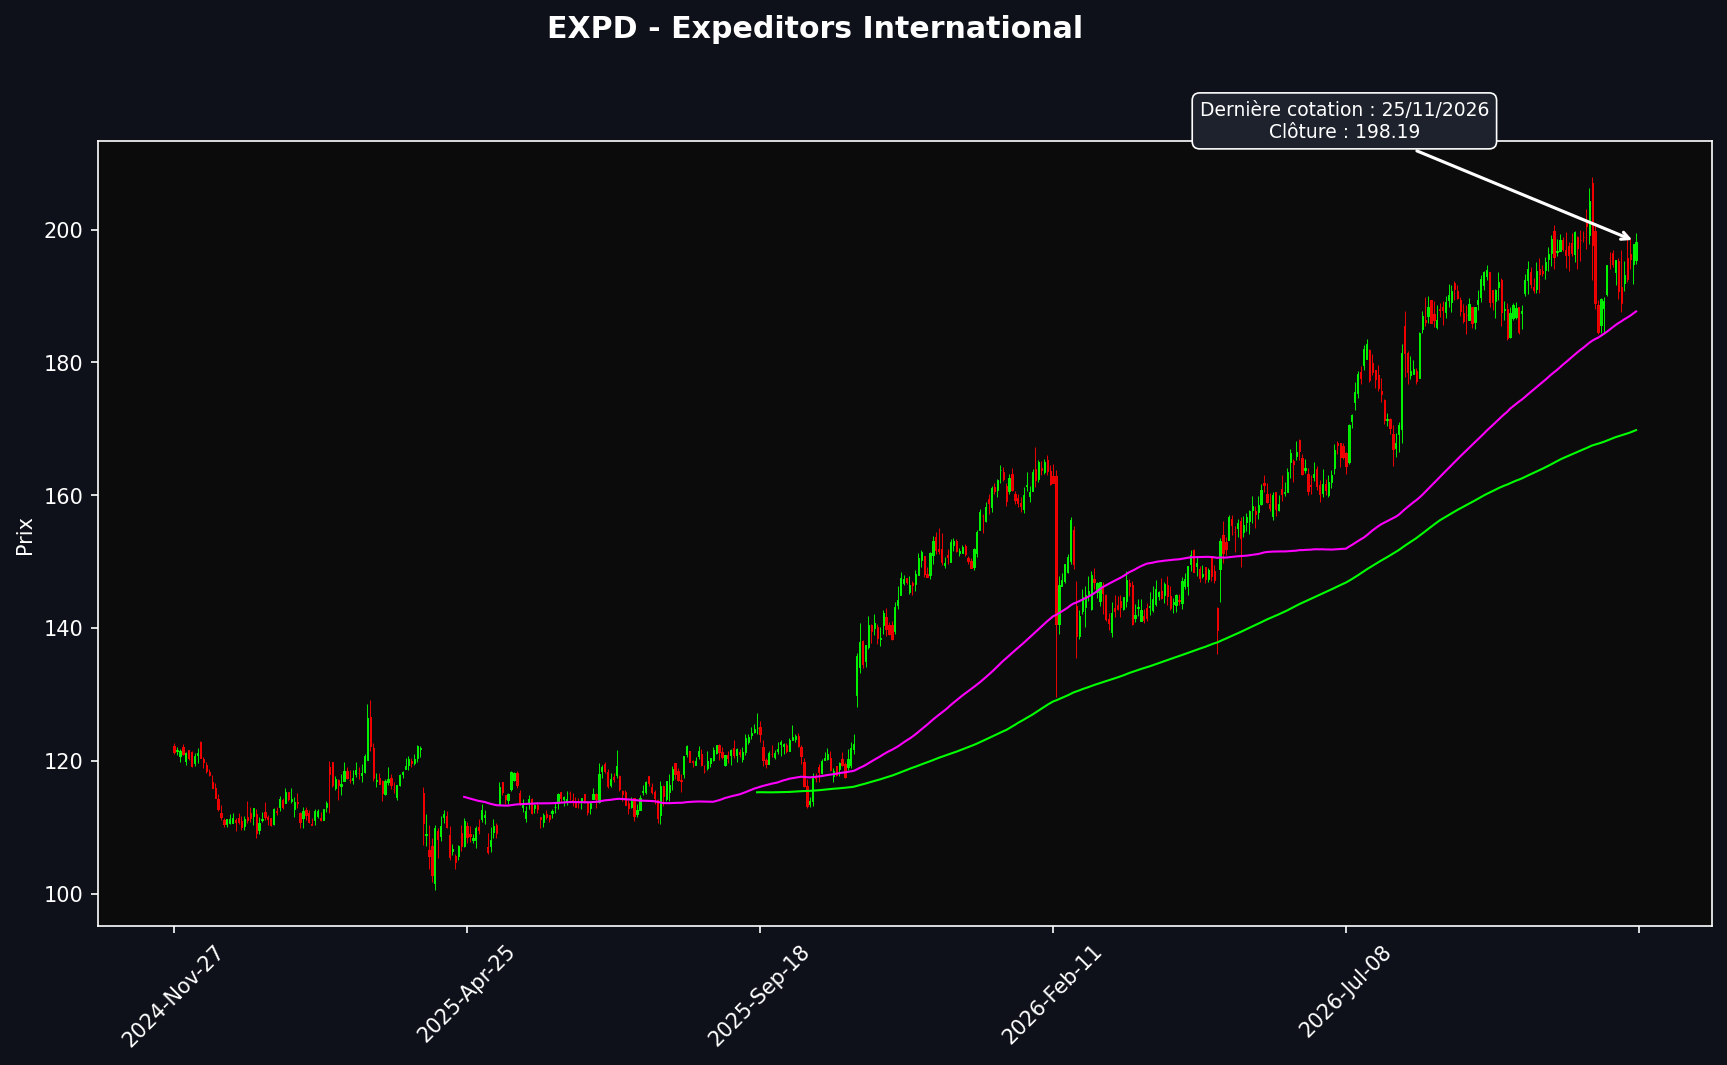 EXPD - Expeditors International
Dernière cotation : 25/11/2026
Clôture : 198.19
Prix
200
180
160
140
120
100
2024-Nov-27
2025-Apr-25
2025-Sep-18
2026-Feb-11
2026-Jul-08